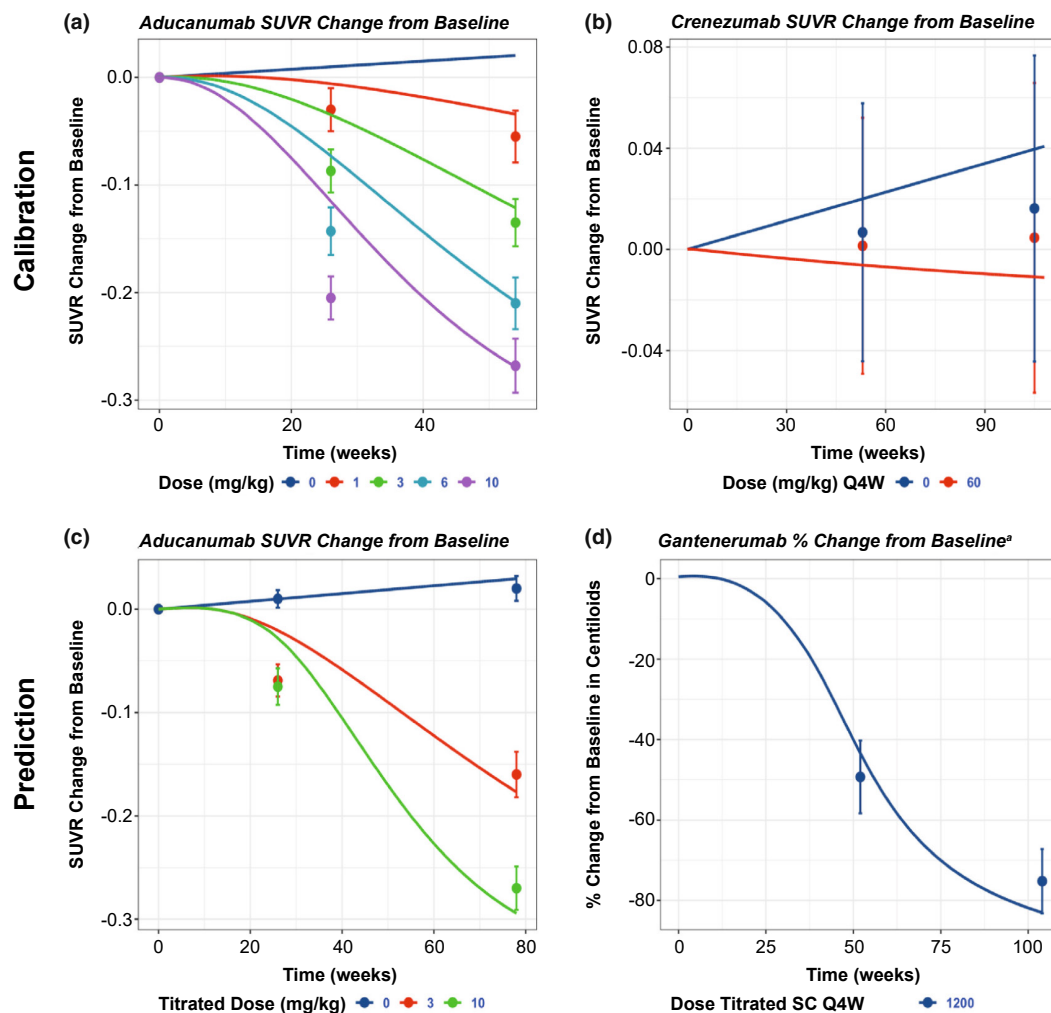 (a) Aducanumab SUVR Change from Baseline
Calibration
SUVR Change from Baseline
0.0
-0.1
-0.2
-0.3
0 20 40
Time (weeks)
Dose (mg/kg) 0 1 3 6 10
(b) Crenezumab SUVR Change from Baseline
SUVR Change from Baseline
0.08
0.04
0.00
-0.04
0 30 60 90
Time (weeks)
Dose (mg/kg) Q4W 0 60
(c) Aducanumab SUVR Change from Baseline
Prediction
SUVR Change from Baseline
0.0
-0.1
-0.2
-0.3
0 20 40 60 80
Time (weeks)
Titrated Dose (mg/kg) 0 3 10
(d) Gantenerumab % Change from Baselineᵃ
% Change from Baseline in Centiloids
0
-20
-40
-60
-80
0 25 50 75 100
Time (weeks)
Dose Titrated SC Q4W 1200